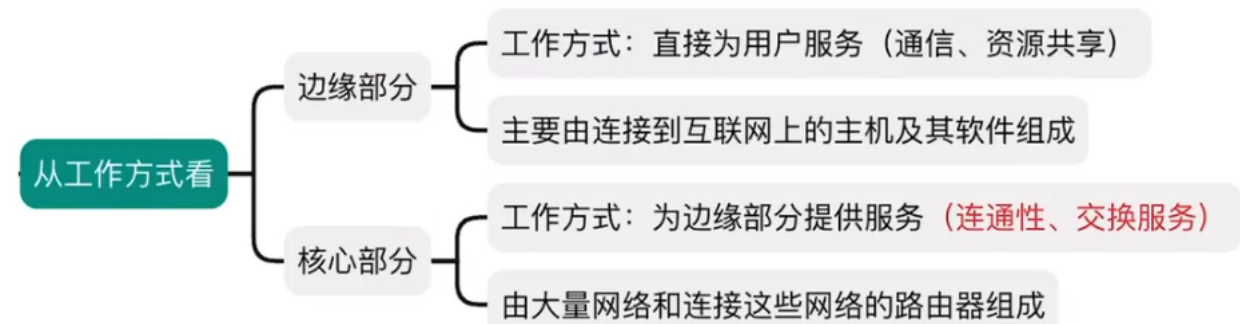 工作方式：直接为用户服务（通信、资源共享）
边缘部分
主要由连接到互联网上的主机及其软件组成
从工作方式看
工作方式：为边缘部分提供服务（连通性、交换服务）
核心部分
由大量网络和连接这些网络的路由器组成